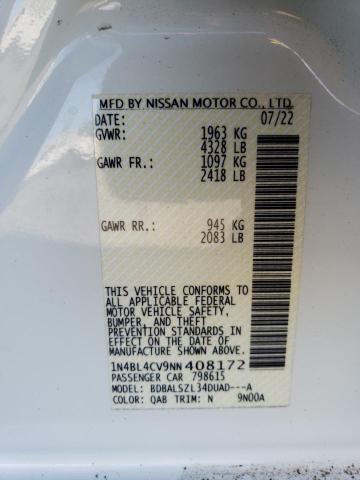 MFD BY NISSAN MOTOR CO., LTD
DATE: 07/22
GVWR: 1963 KG
4328 LB
GAWR FR.: 1097 KG
2418 LB
GAWR RR.: 945 KG
2083 LB
THIS VEHICLE CONFORMS TO
ALL APPLICABLE FEDERAL
MOTOR VEHICLE SAFETY,
BUMPER, AND THEFT
PREVENTION STANDARDS
IN EFFECT ON THE DATE
OF MANUFACTURE SHOWN ABOVE.
1N4BL4CV9NN408172
PASSENGER CAR 798615
MODEL: BDBALSZL34DUAD---A
COLOR: QAB TRIM: N 9N00A